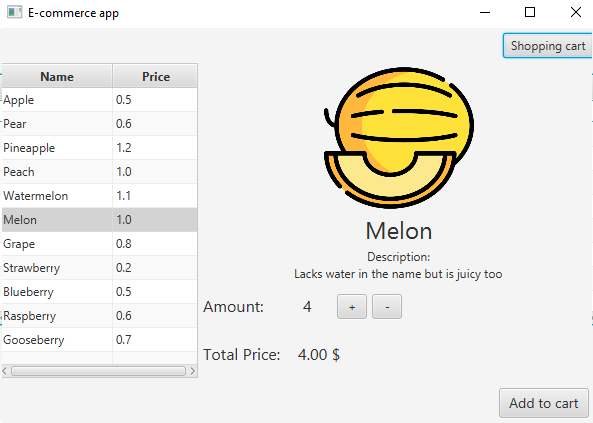 E-commerce app
Shopping cart
Name Price
Apple 0.5
Pear 0.6
Pineapple 1.2
Peach 1.0
Watermelon 1.1
Melon 1.0
Grape 0.8
Strawberry 0.2
Blueberry 0.5
Raspberry 0.6
Gooseberry 0.7
Melon
Description:
Lacks water in the name but is juicy too
Amount: 4 + -
Total Price: 4.00 $
Add to cart